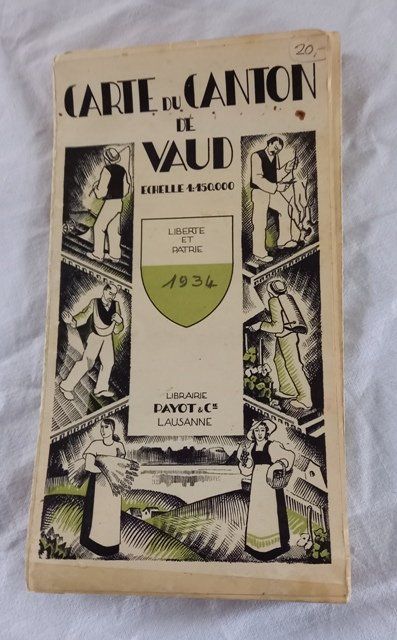 20,-
CARTE DU CANTON
DE
VAUD
ECHELLE 1:150.000
LIBERTE
ET
PATRIE
1934
LIBRAIRIE
PAYOT & Cie
LAUSANNE